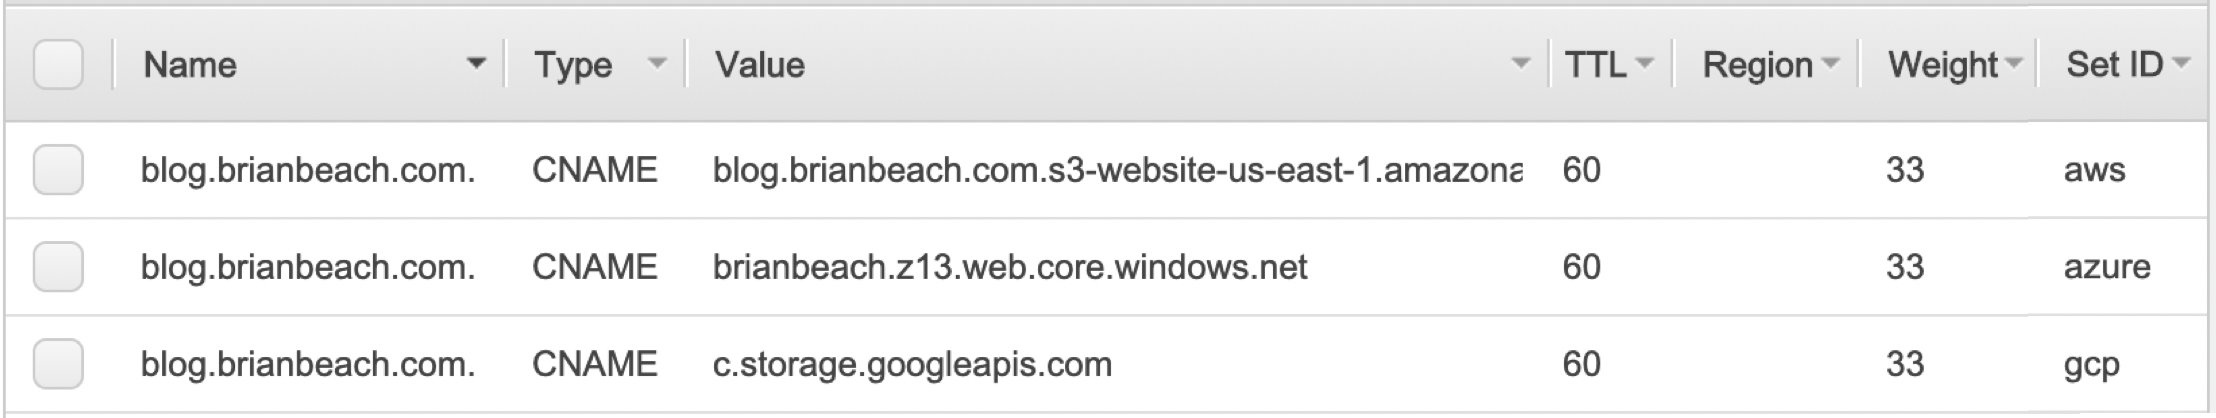 Name Type Value TTL Region Weight Set ID
blog.brianbeach.com. CNAME blog.brianbeach.com.s3-website-us-east-1.amazona 60 33 aws
blog.brianbeach.com. CNAME brianbeach.z13.web.core.windows.net 60 33 azure
blog.brianbeach.com. CNAME c.storage.googleapis.com 60 33 gcp